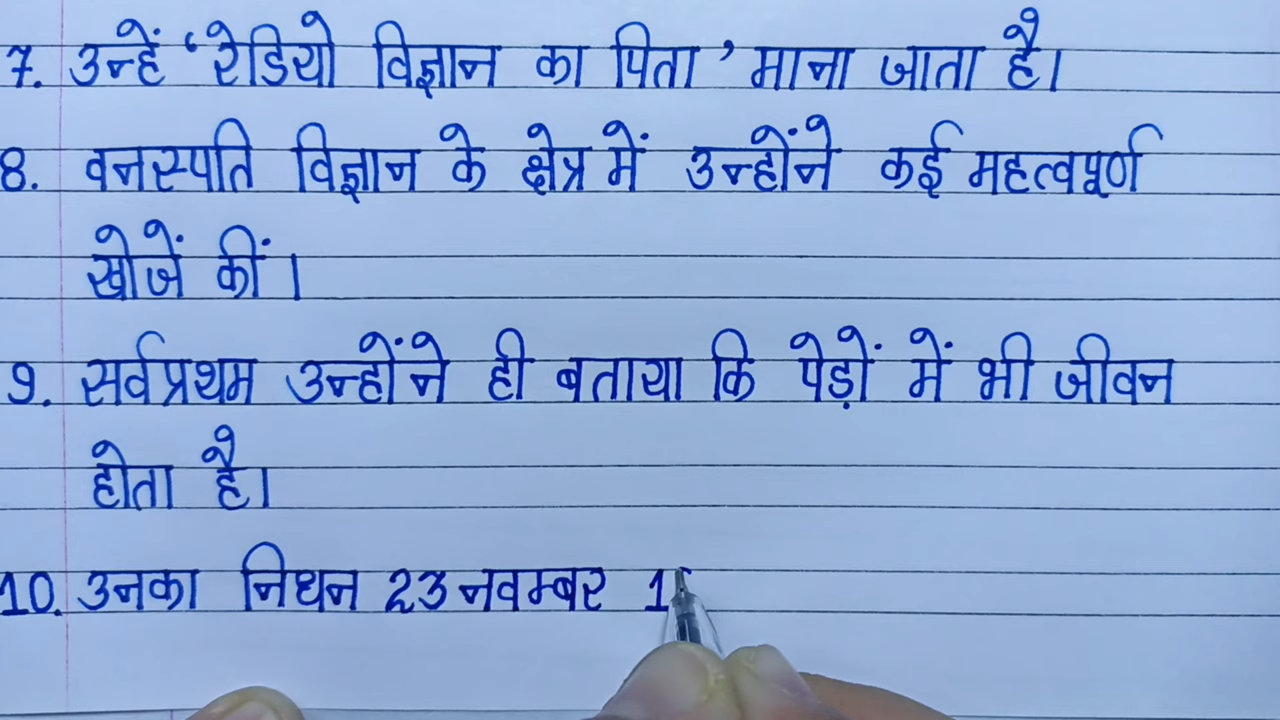 7. उन्हें ‘रेडियो विज्ञान का पिता’ माना जाता है।
8. वनस्पति विज्ञान के क्षेत्र में उन्होंने कई महत्वपूर्ण
खोजें कीं।
9. सर्वप्रथम उन्होंने ही बताया कि पेड़ों में भी जीवन
होता है।
10. उनका निधन 23 नवम्बर 1